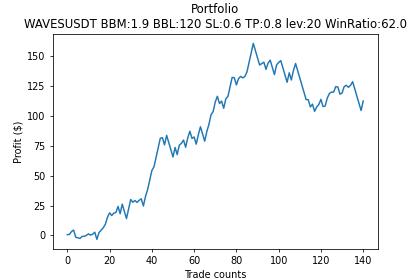 Portfolio
WAVESUSDT BBM:1.9 BBL:120 SL:0.6 TP:0.8 lev:20 WinRatio:62.0
150
125
100
75
50
25
0
Profit ($)
0 20 40 60 80 100 120 140
Trade counts